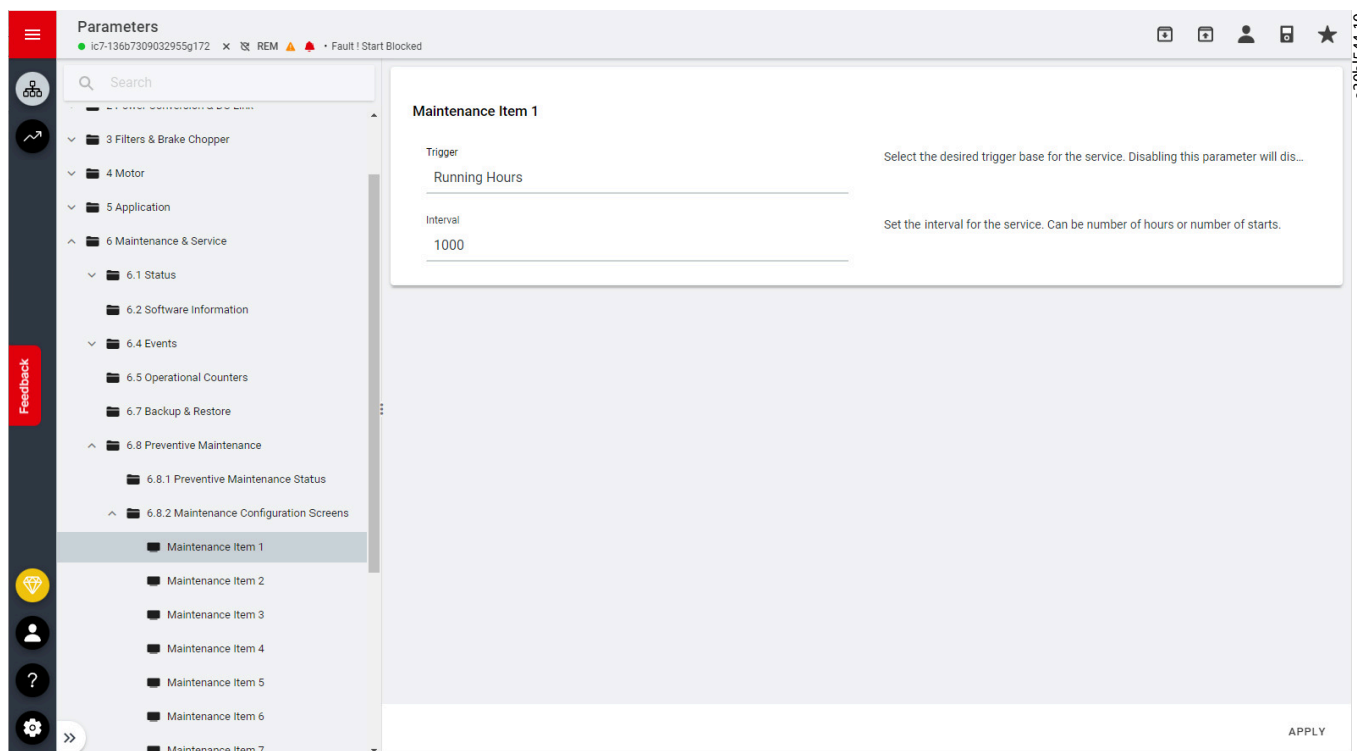 Parameters
ic7-136b7309032955g172 REM • Fault ! Start Blocked
Search
3 Filters & Brake Chopper
4 Motor
5 Application
6 Maintenance & Service
6.1 Status
6.2 Software Information
6.4 Events
6.5 Operational Counters
6.7 Backup & Restore
6.8 Preventive Maintenance
6.8.1 Preventive Maintenance Status
6.8.2 Maintenance Configuration Screens
Maintenance Item 1
Maintenance Item 2
Maintenance Item 3
Maintenance Item 4
Maintenance Item 5
Maintenance Item 6
Maintenance Item 7
Feedback
?
Maintenance Item 1
Trigger
Running Hours
Select the desired trigger base for the service. Disabling this parameter will dis...
Interval
1000
Set the interval for the service. Can be number of hours or number of starts.
APPLY